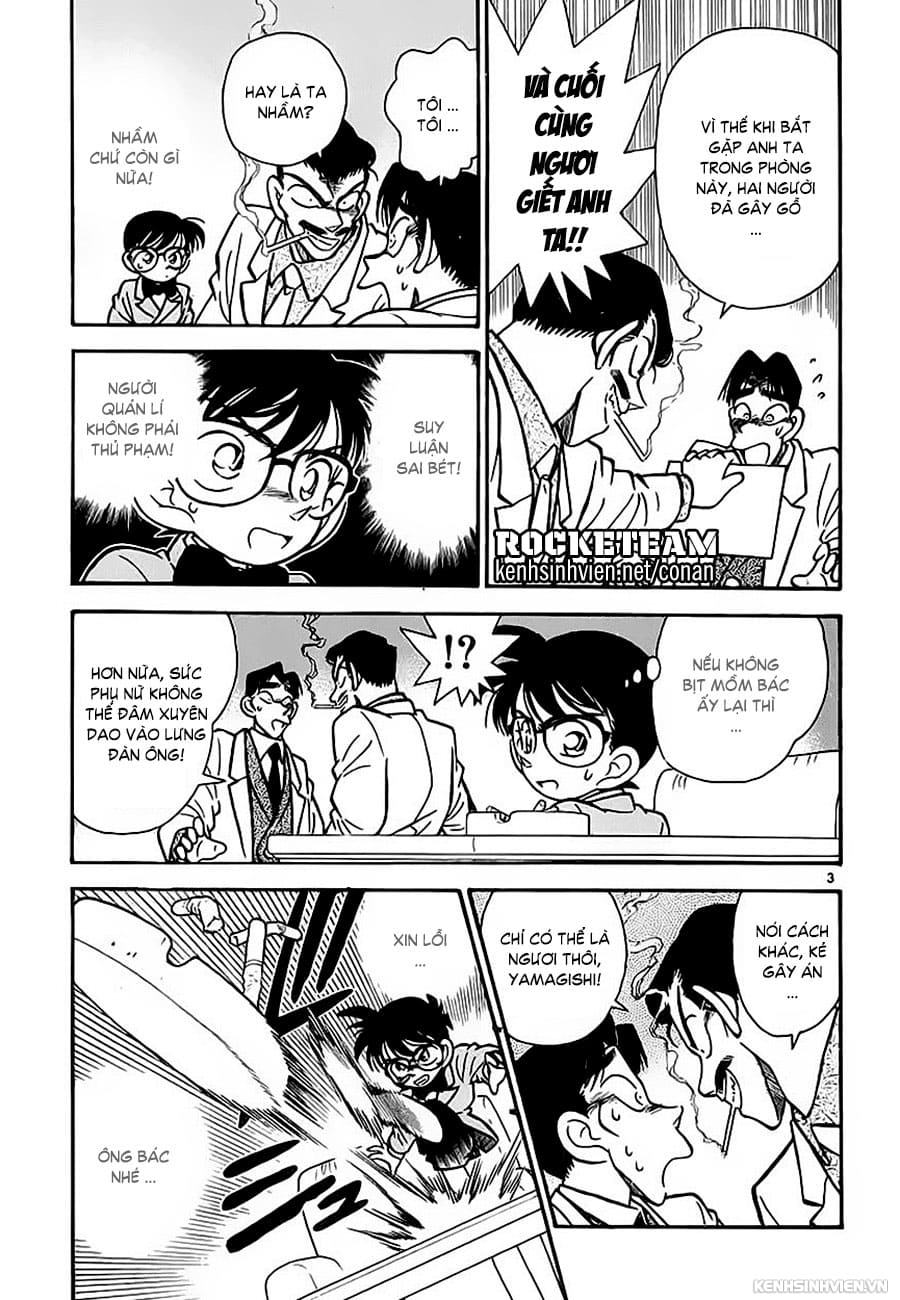 VÌ THẾ KHI BẮT
GẶP ANH TA
TRONG PHÒNG
NÀY, HAI NGƯỜI
ĐÃ GÂY GỖ
...
VÀ CUỐI
CÙNG
NGƯƠI
GIẾT ANH
TA!!
TÔI ...
TÔI ...
HAY LÀ TA
NHẦM?
NHẦM
CHỨ CÒN GÌ
NỮA!
SUY
LUẬN
SAI BÉT!
NGƯỜI
QUẢN LÍ
KHÔNG PHẢI
THỦ PHẠM!
ROCKETEAM
kenhsinhvien.net/conan
NẾU KHÔNG
BỊT MỒM BÁC
ẤY LẠI THÌ
...
!?
HƠN NỮA, SỨC
PHỤ NỮ KHÔNG
THỂ ĐÂM XUYÊN
DAO VÀO LƯNG
ĐÀN ÔNG!
3
NÓI CÁCH
KHÁC, KẺ
GÂY ÁN
...
CHỈ CÓ THỂ LÀ
NGƯƠI THÔI,
YAMAGISHI!
XIN LỖI
...
ÔNG BÁC
NHÉ ...
KENHSINHVIEN.VN